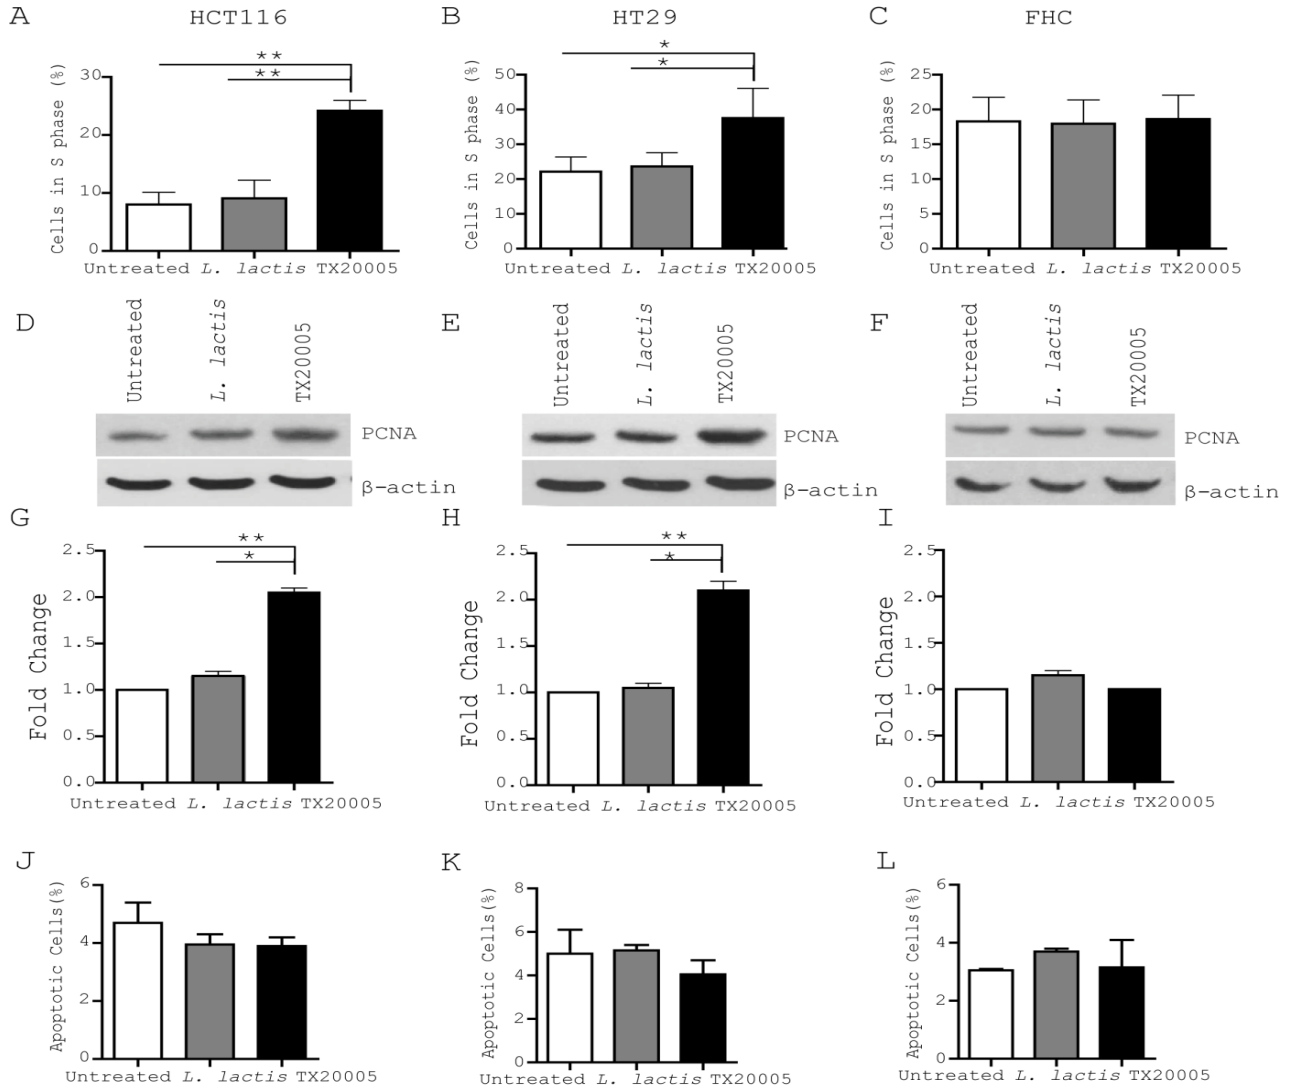 A HCT116
B HT29
C FHC
** ** 
Cells in S phase (%)
30
20
10
0
Untreated L. lactis TX20005
* *
Cells in S phase (%)
50
40
30
20
10
0
Untreated L. lactis TX20005
Cells in S phase (%)
25
20
15
10
5
0
Untreated L. lactis TX20005
D
Untreated
L. lactis
TX20005
PCNA
β-actin
E
Untreated
L. lactis
TX20005
PCNA
β-actin
F
Untreated
L. lactis
TX20005
PCNA
β-actin
G
**
*
Fold Change
2.5
2.0
1.5
1.0
0.5
0.0
Untreated L. lactis TX20005
H
**
*
Fold Change
2.5
2.0
1.5
1.0
0.5
0.0
Untreated L. lactis TX20005
I
Fold Change
2.5
2.0
1.5
1.0
0.5
0.0
Untreated L. lactis TX20005
J
Apoptotic Cells(%)
6
4
2
0
Untreated L. lactis TX20005
K
Apoptotic Cells(%)
8
6
4
2
0
Untreated L. lactis TX20005
L
Apoptotic Cells(%)
6
4
2
0
Untreated L. lactis TX20005